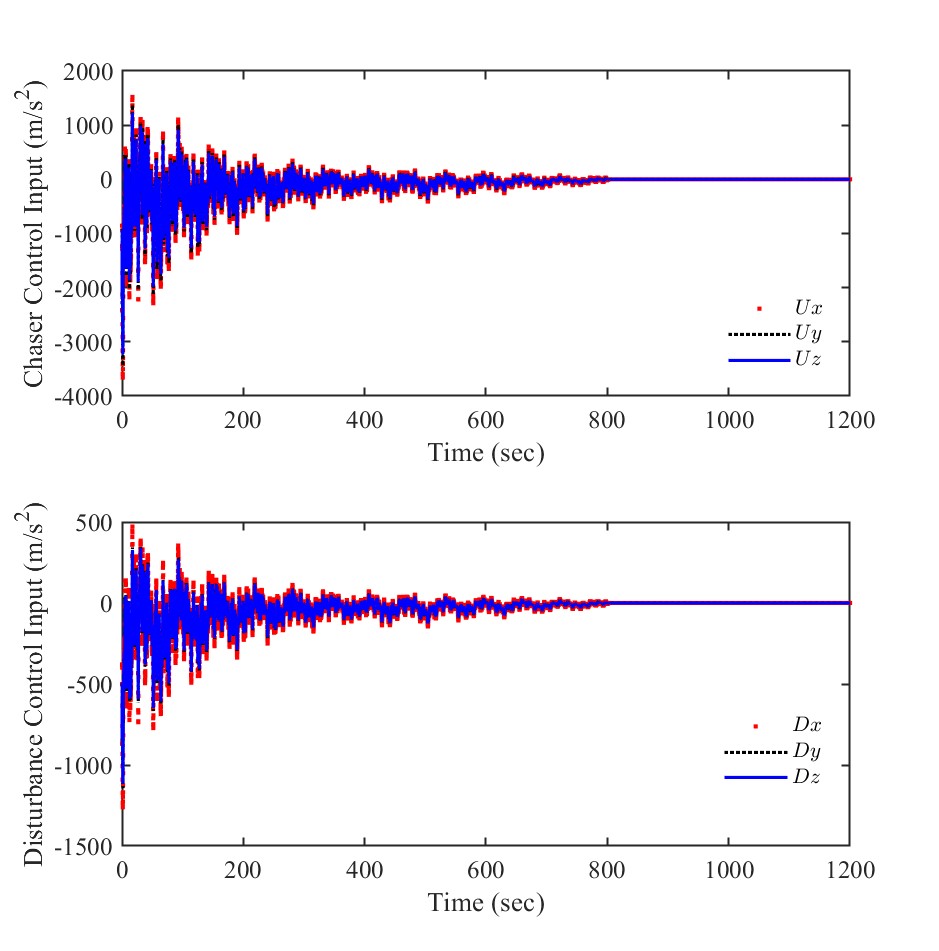 Chaser Control Input (m/s²)
2000
1000
0
-1000
-2000
-3000
-4000
Ux
Uy
Uz
0 200 400 600 800 1000 1200
Time (sec)
Disturbance Control Input (m/s²)
500
0
-500
-1000
-1500
Dx
Dy
Dz
0 200 400 600 800 1000 1200
Time (sec)